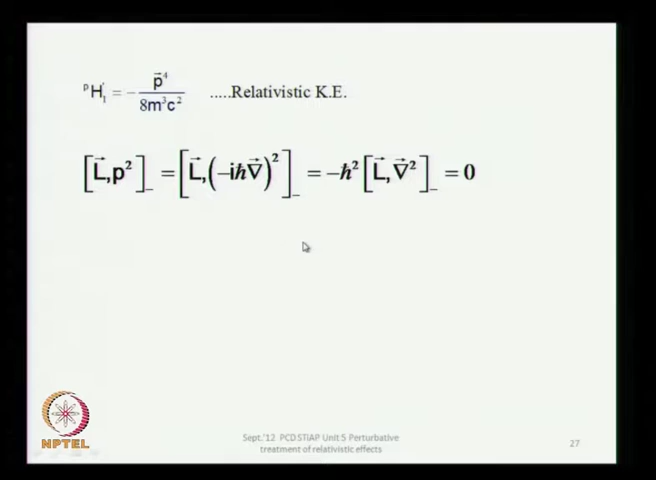 ᵖH₁' = − p⃗⁴ / 8m³c² .....Relativistic K.E.
[L⃗,p²]₋ = [L⃗,(−iħ∇⃗)²]₋ = −ħ²[L⃗,∇⃗²]₋ = 0
NPTEL
Sept.'12 PCD STIAP Unit 5 Perturbative
treatment of relativistic effects
27